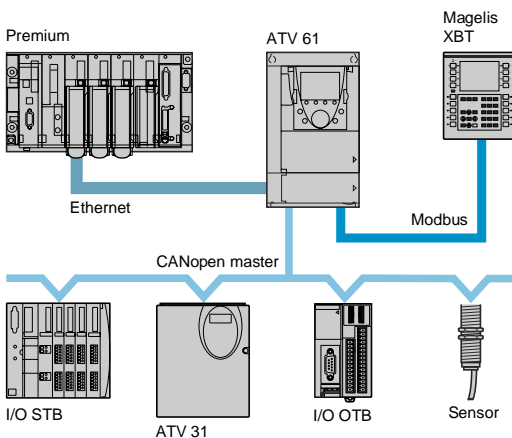 Premium
ATV 61
Magelis
XBT
Ethernet
Modbus
CANopen master
I/O STB
ATV 31
I/O OTB
Sensor